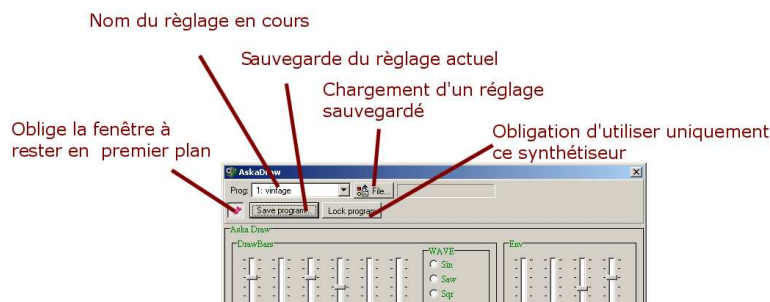 Nom du règlage en cours
Sauvegarde du règlage actuel
Chargement d'un réglage
sauvegardé
Oblige la fenêtre à
rester en premier plan
Obligation d'utiliser uniquement
ce synthétiseur
AskaDraw
Prog: 1: vintage File...
Save program... Lock program
Aska Draw
DrawBars
WAVE
Env
Sin
Saw
Sqr